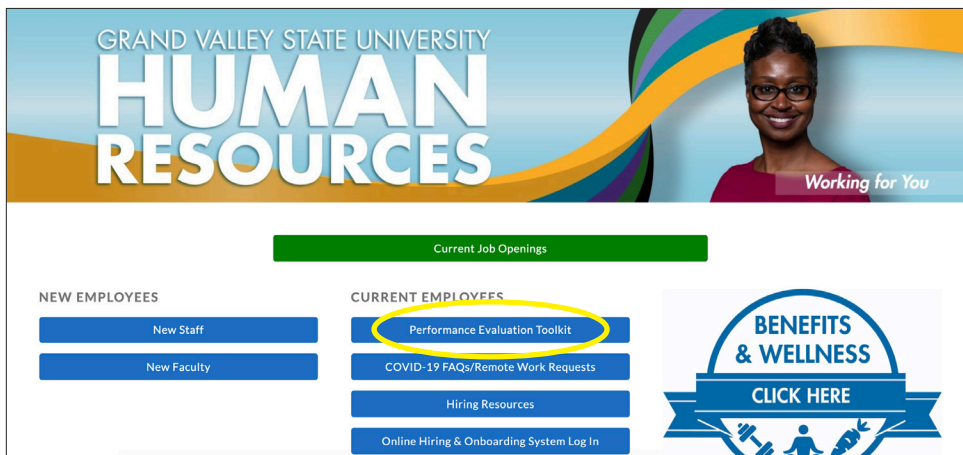 GRAND VALLEY STATE UNIVERSITY
HUMAN
RESOURCES
Working for You
Current Job Openings
NEW EMPLOYEES
New Staff
New Faculty
CURRENT EMPLOYEES
Performance Evaluation Toolkit
COVID-19 FAQs/Remote Work Requests
Hiring Resources
Online Hiring & Onboarding System Log In
BENEFITS
& WELLNESS
CLICK HERE